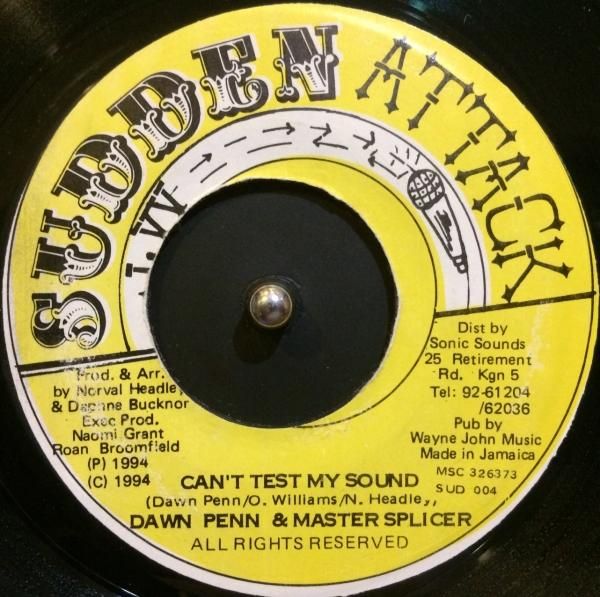 SUDDEN ATTACK
Prod. & Arr.
by Norval Headley
& Daphne Bucknor
Exec Prod.
Naomi Grant
Roan Broomfield
(P) 1994
(C) 1994
Dist by
Sonic Sounds
25 Retirement
Rd. Kgn 5
Tel: 92-61204
/62036
Pub by
Wayne John Music
Made in Jamaica
MSC 326373
SUD 004
CAN'T TEST MY SOUND
(Dawn Penn/O. Williams/N. Headley)
DAWN PENN & MASTER SPLICER
ALL RIGHTS RESERVED